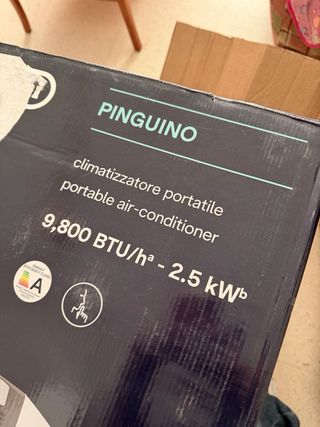 PINGUINO
climatizzatore portatile
portable air-conditioner
9,800 BTU/hᵃ - 2.5 kWᵇ
A